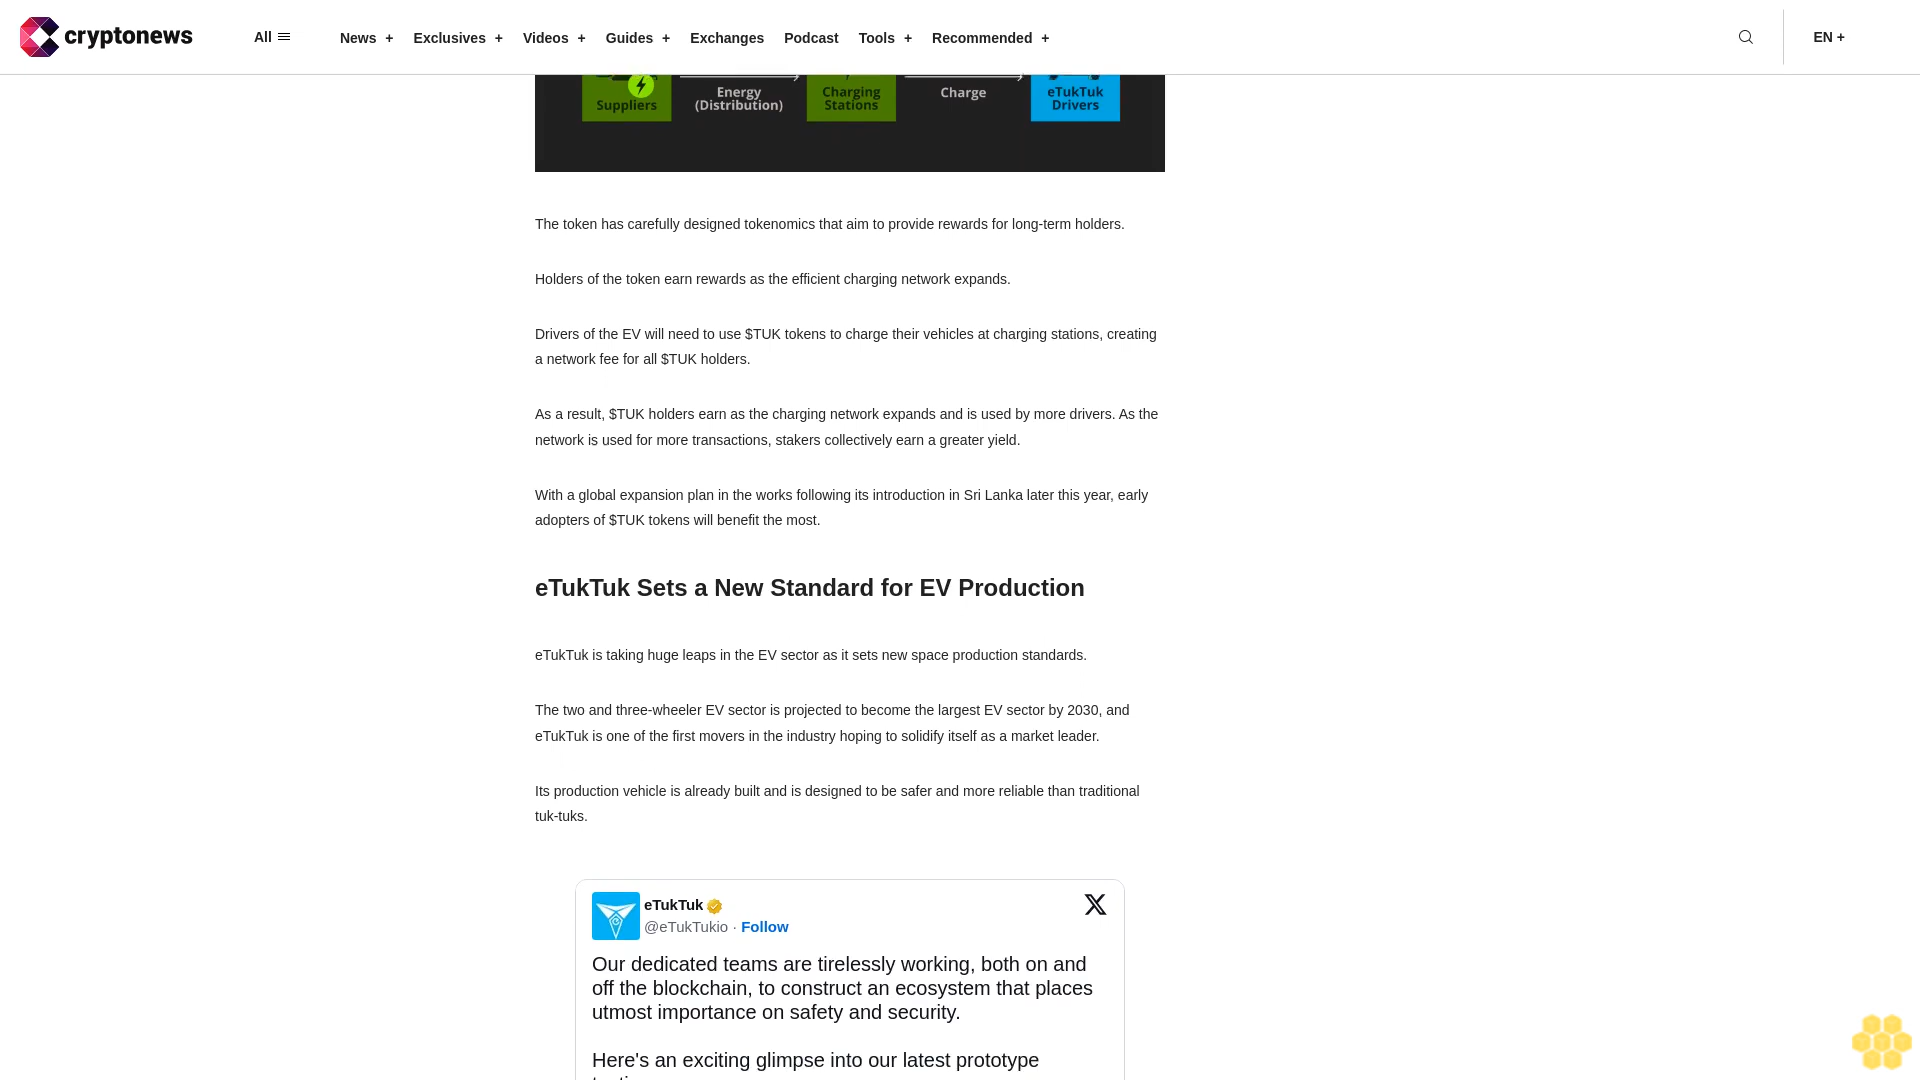 cryptonews
All
News +
Exclusives +
Videos +
Guides +
Exchanges
Podcast
Tools +
Recommended +
EN +
Suppliers
Energy
(Distribution)
Charging
Stations
Charge
eTukTuk
Drivers
The token has carefully designed tokenomics that aim to provide rewards for long-term holders.
Holders of the token earn rewards as the efficient charging network expands.
Drivers of the EV will need to use $TUK tokens to charge their vehicles at charging stations, creating
a network fee for all $TUK holders.
As a result, $TUK holders earn as the charging network expands and is used by more drivers. As the
network is used for more transactions, stakers collectively earn a greater yield.
With a global expansion plan in the works following its introduction in Sri Lanka later this year, early
adopters of $TUK tokens will benefit the most.
eTukTuk Sets a New Standard for EV Production
eTukTuk is taking huge leaps in the EV sector as it sets new space production standards.
The two and three-wheeler EV sector is projected to become the largest EV sector by 2030, and
eTukTuk is one of the first movers in the industry hoping to solidify itself as a market leader.
Its production vehicle is already built and is designed to be safer and more reliable than traditional
tuk-tuks.
eTukTuk
@eTukTukio · Follow
Our dedicated teams are tirelessly working, both on and
off the blockchain, to construct an ecosystem that places
utmost importance on safety and security.
Here's an exciting glimpse into our latest prototype